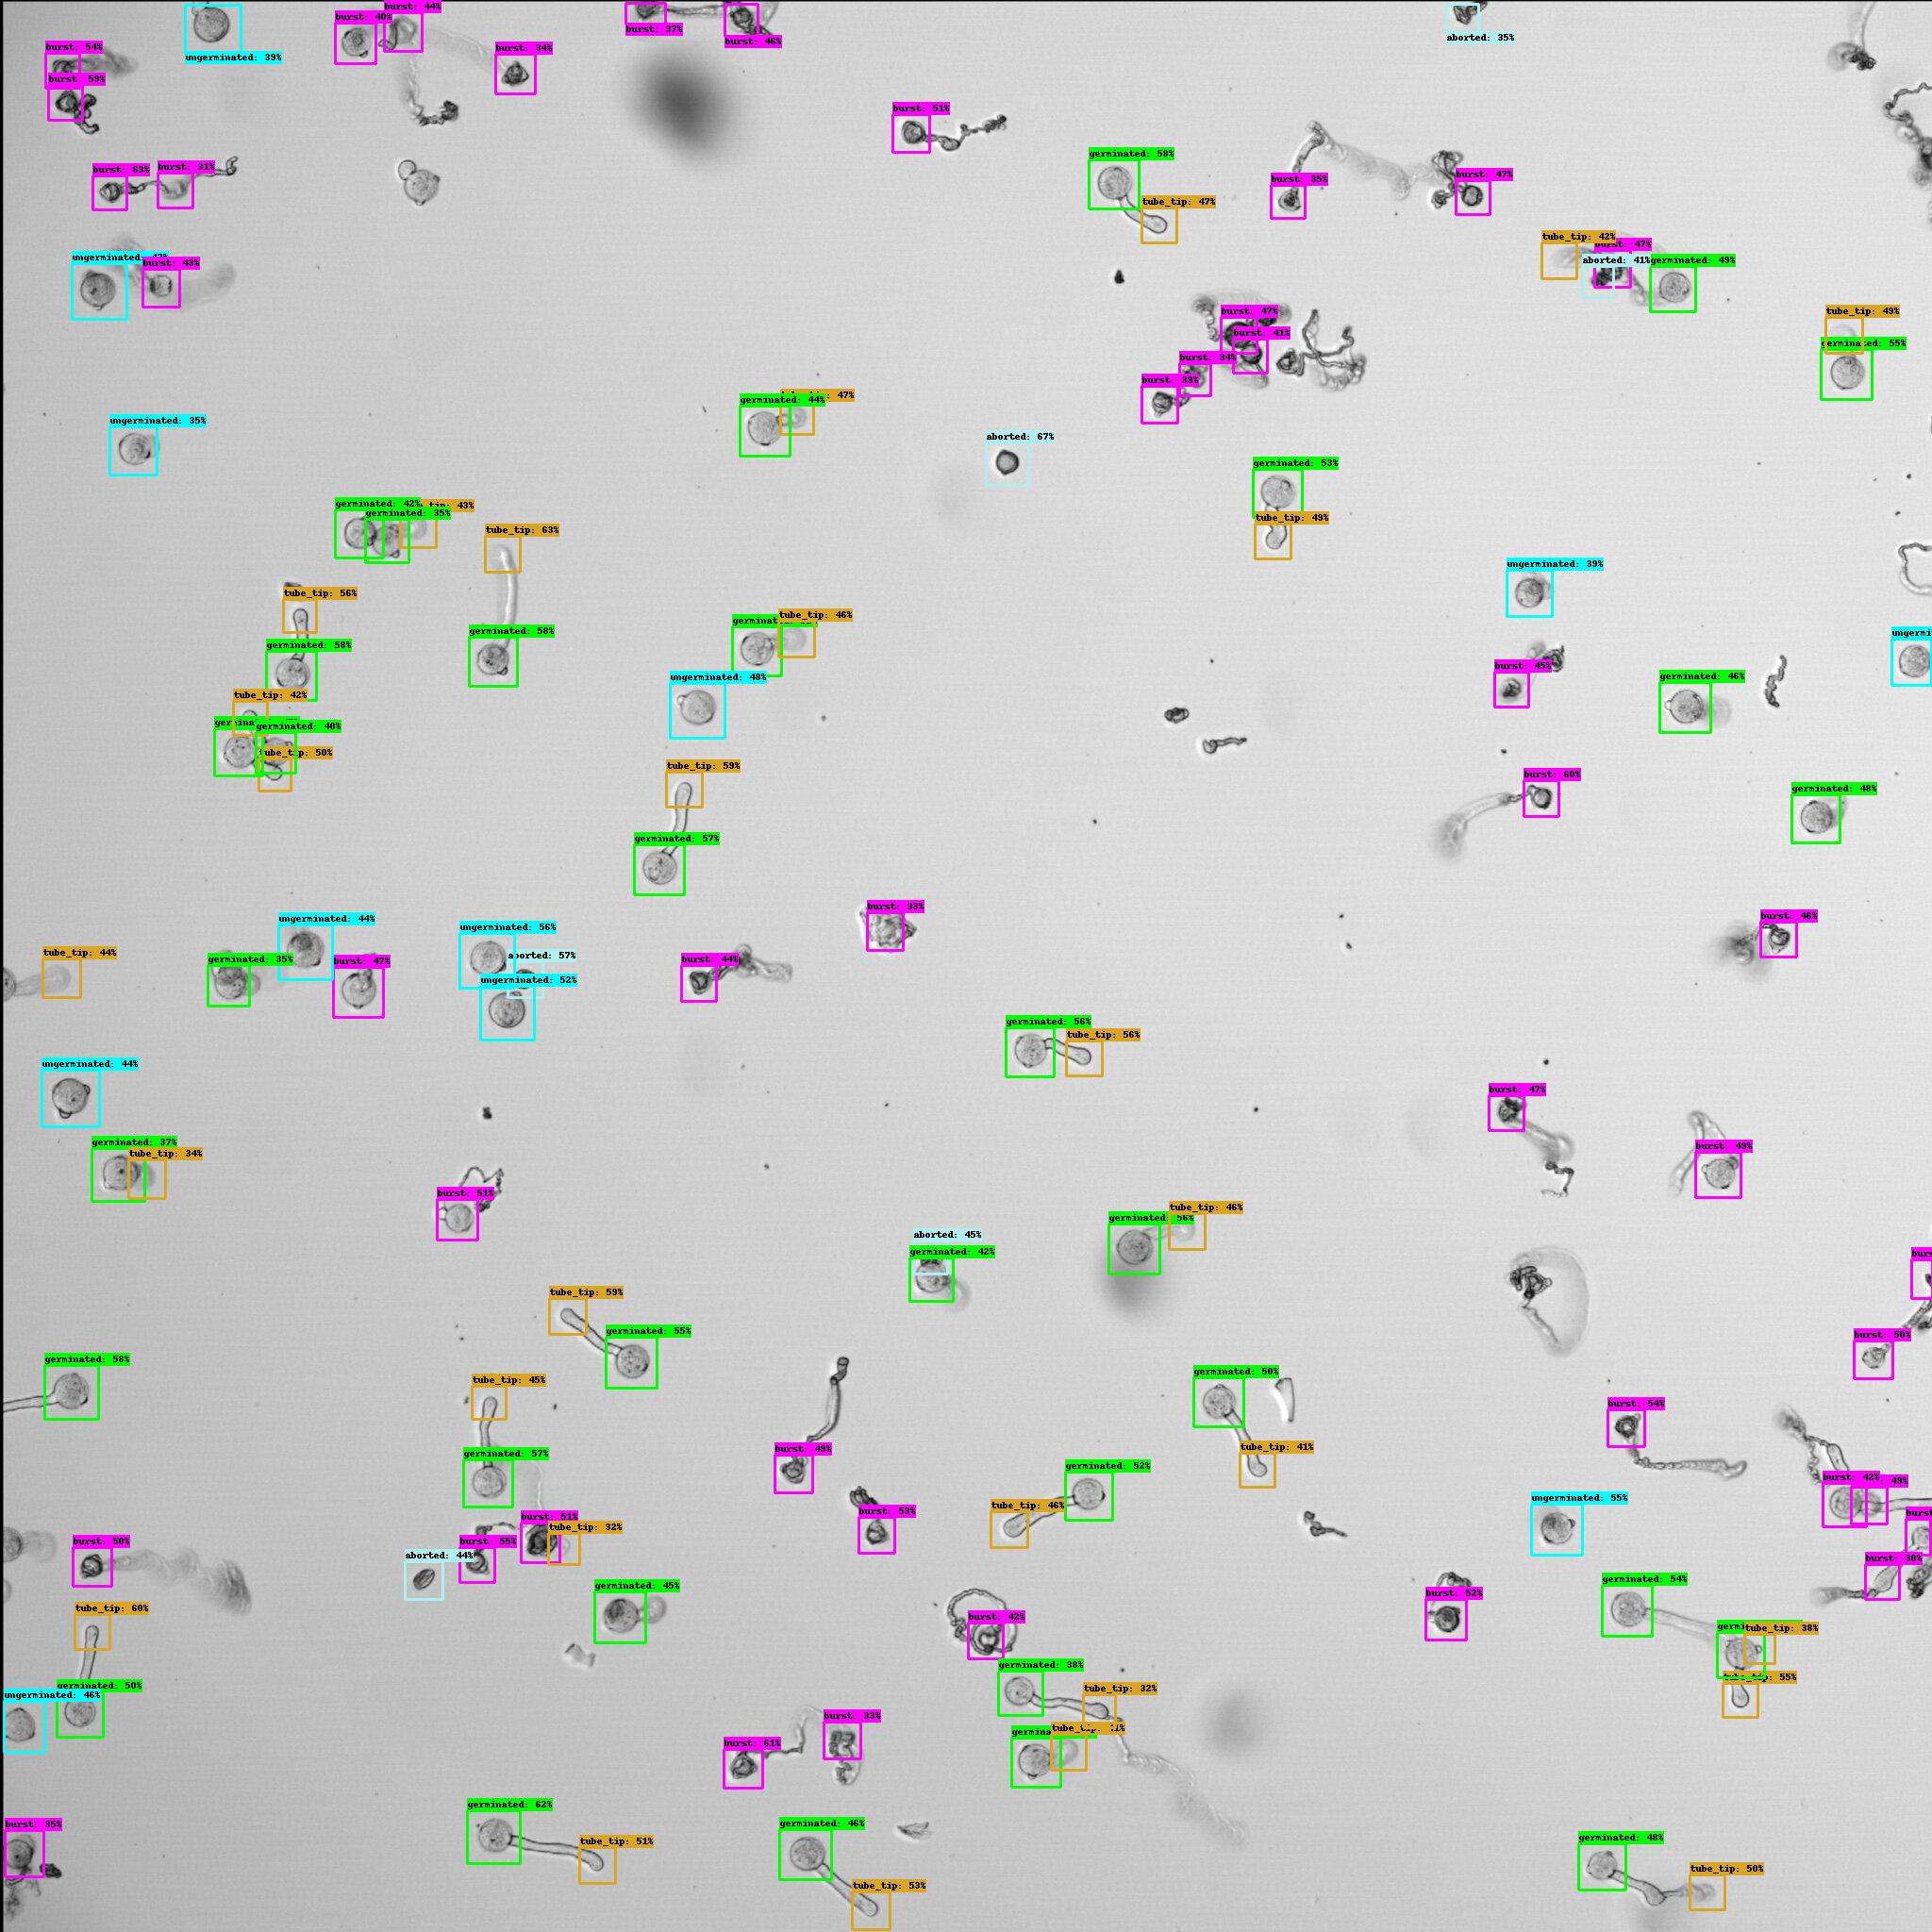 burst: 44%
burst: 40%
aborted: 35%
burst: 37%
burst: 46%
burst: 54%
burst: 34%
ungerminated: 39%
burst: 59%
burst: 51%
germinated: 58%
burst: 63%
burst: 31%
burst: 35%
burst: 47%
tube_tip: 47%
tube_tip: 42%
burst: 47%
ungerminated:
burst: 43%
aborted: 41%
germinated: 49%
burst: 47%
tube_tip: 49%
burst: 41%
germinated: 55%
burst: 34%
burst: 39%
germinated: 44%
47%
ungerminated: 35%
aborted: 67%
germinated: 53%
germinated: 42%
43%
germinated: 35%
tube_tip: 49%
tube_tip: 63%
ungerminated: 39%
tube_tip: 56%
tube_tip: 46%
germinated: 58%
germinated: 58%
burst: 45%
ungerminated: 48%
germinated: 46%
tube_tip: 42%
germinated: 40%
tube_tip: 50%
tube_tip: 59%
burst: 60%
germinated: 48%
germinated: 57%
burst: 33%
ungerminated: 44%
burst: 46%
ungerminated: 56%
tube_tip: 44%
germinated: 35%
burst: 47%
aborted: 57%
burst: 44%
ungerminated: 52%
germinated: 56%
tube_tip: 56%
ungerminated: 44%
burst: 47%
germinated: 37%
tube_tip: 34%
burst: 49%
burst: 51%
tube_tip: 46%
germinated: 56%
aborted: 45%
germinated: 42%
tube_tip: 59%
germinated: 55%
burst: 50%
germinated: 58%
germinated: 50%
tube_tip: 45%
burst: 54%
burst: 49%
tube_tip: 41%
germinated: 57%
germinated: 52%
burst: 42%
49%
ungerminated: 55%
tube_tip: 46%
burst: 53%
burst: 51%
tube_tip: 32%
burst: 50%
burst: 55%
aborted: 44%
burst: 30%
germinated: 54%
germinated: 45%
burst: 52%
tube_tip: 60%
burst: 42%
tube_tip: 38%
germinated: 38%
tube_tip: 55%
germinated: 50%
tube_tip: 32%
ungerminated: 46%
burst: 33%
burst: 61%
germinated: 62%
germinated: 46%
burst: 35%
germinated: 48%
tube_tip: 51%
tube_tip: 50%
tube_tip: 53%